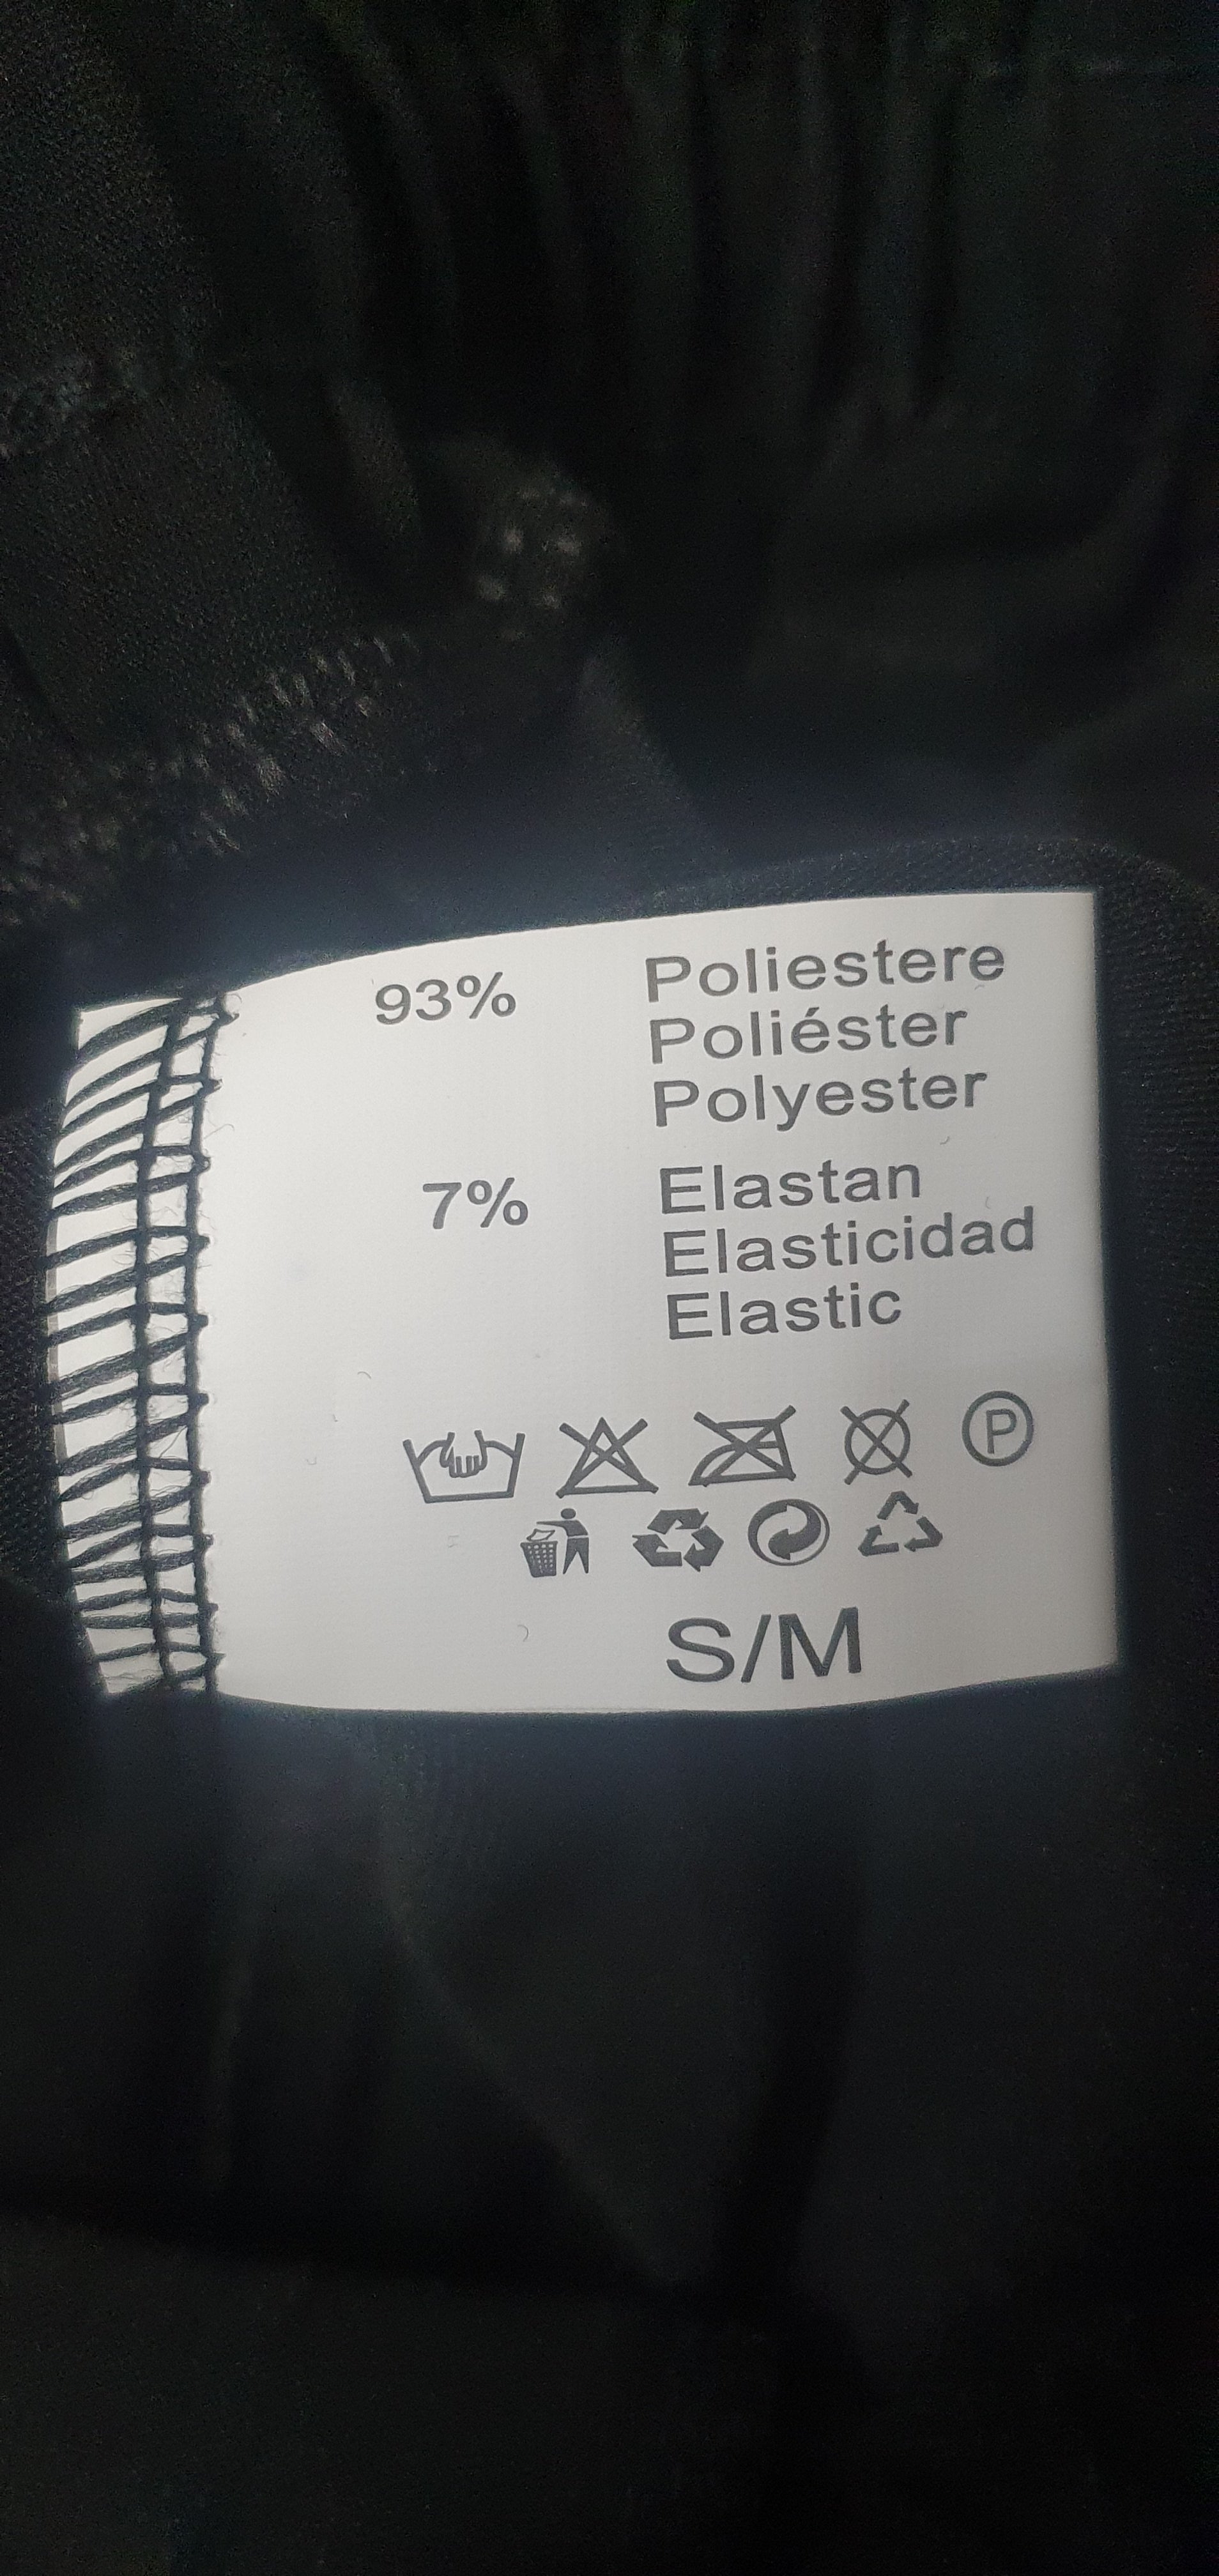 93% Poliestere
Poliéster
Polyester
7% Elastan
Elasticidad
Elastic
P
S/M